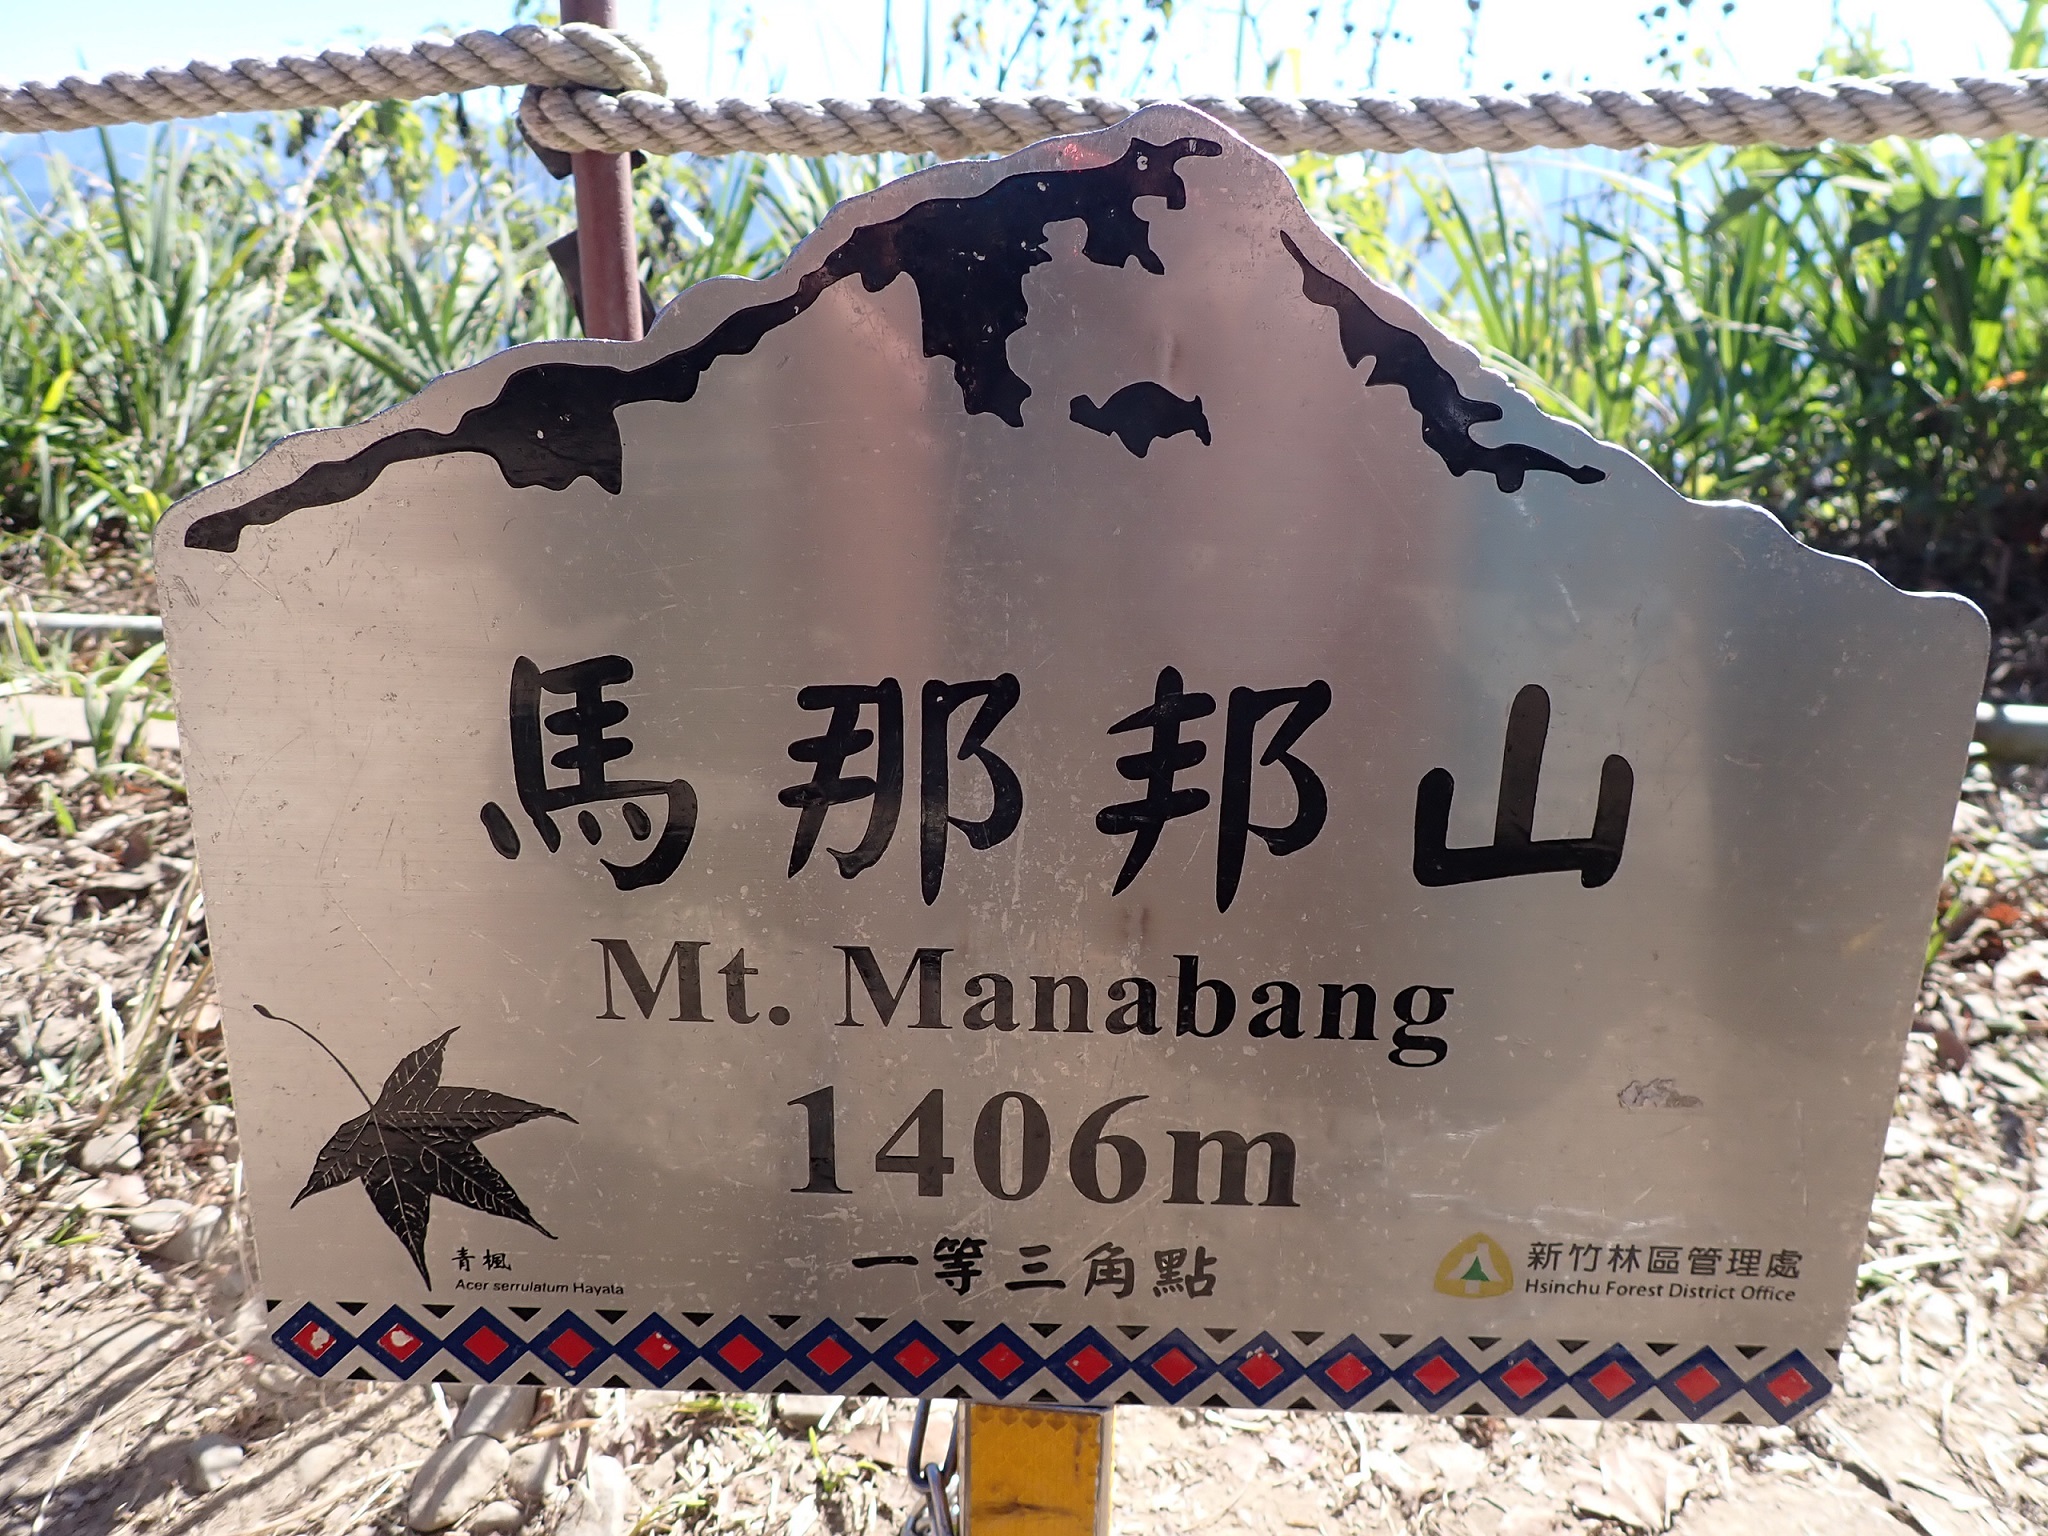 馬那邦山
Mt. Manabang
1406m
一等三角點
青楓
Acer serrulatum Hayata
新竹林區管理處
Hsinchu Forest District Office